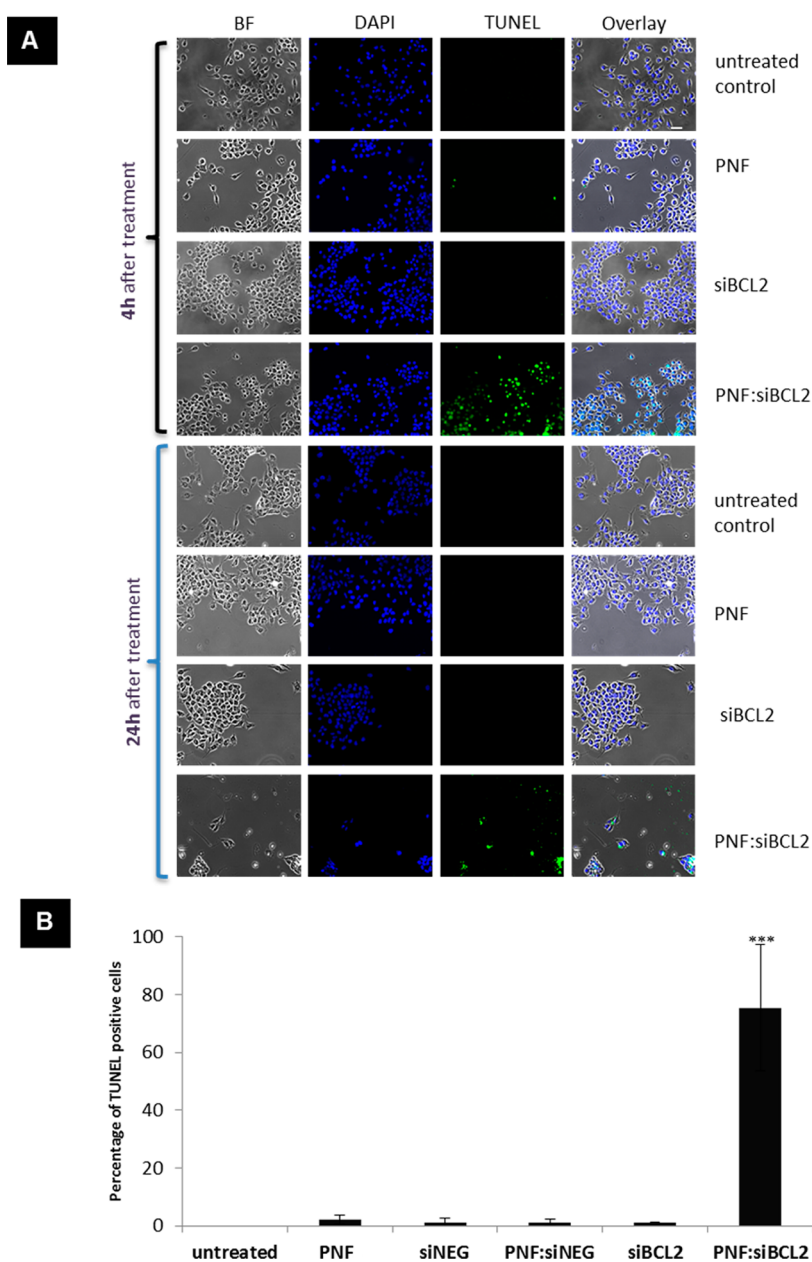 A
BF DAPI TUNEL Overlay
4h after treatment
untreated
control
PNF
siBCL2
PNF:siBCL2
24h after treatment
untreated
control
PNF
siBCL2
PNF:siBCL2
B
Percentage of TUNEL positive cells
100
80
60
40
20
0
***
untreated PNF siNEG PNF:siNEG siBCL2 PNF:siBCL2